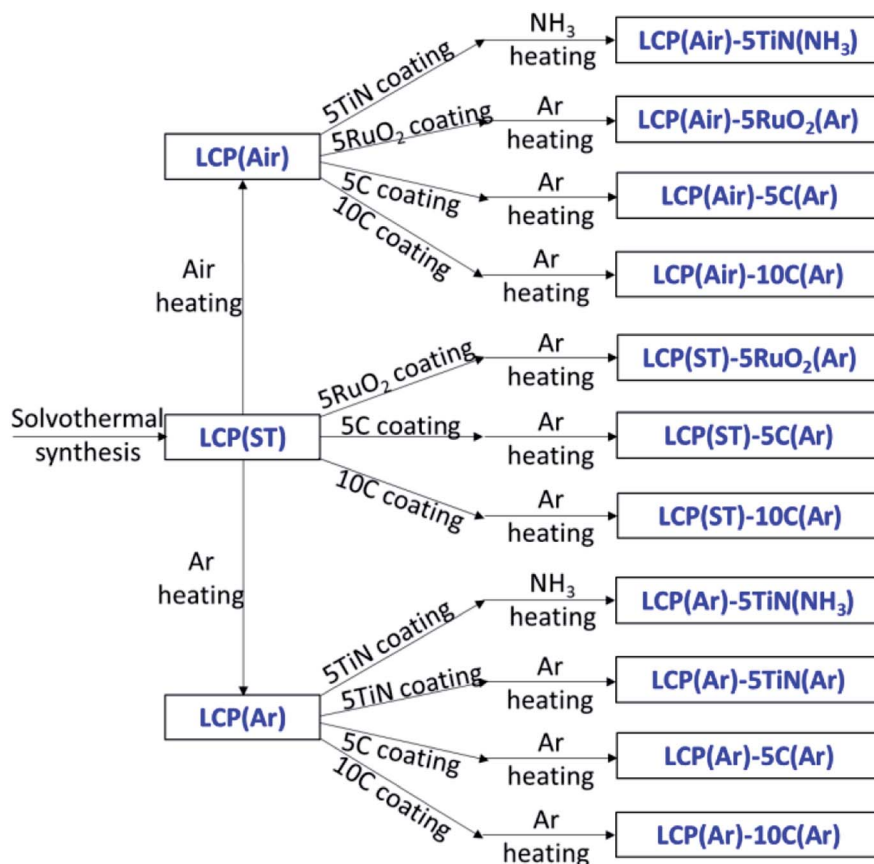 NH₃
heating
5TiN coating
LCP(Air)-5TiN(NH₃)
5RuO₂ coating
Ar
heating
LCP(Air)-5RuO₂(Ar)
LCP(Air)
5C coating
Ar
heating
LCP(Air)-5C(Ar)
10C coating
Ar
heating
LCP(Air)-10C(Ar)
Air
heating
5RuO₂ coating
Ar
heating
LCP(ST)-5RuO₂(Ar)
Solvothermal
synthesis
LCP(ST)
5C coating
Ar
heating
LCP(ST)-5C(Ar)
10C coating
Ar
heating
LCP(ST)-10C(Ar)
Ar
heating
5TiN coating
NH₃
heating
LCP(Ar)-5TiN(NH₃)
5TiN coating
Ar
heating
LCP(Ar)-5TiN(Ar)
LCP(Ar)
5C coating
Ar
heating
LCP(Ar)-5C(Ar)
10C coating
Ar
heating
LCP(Ar)-10C(Ar)